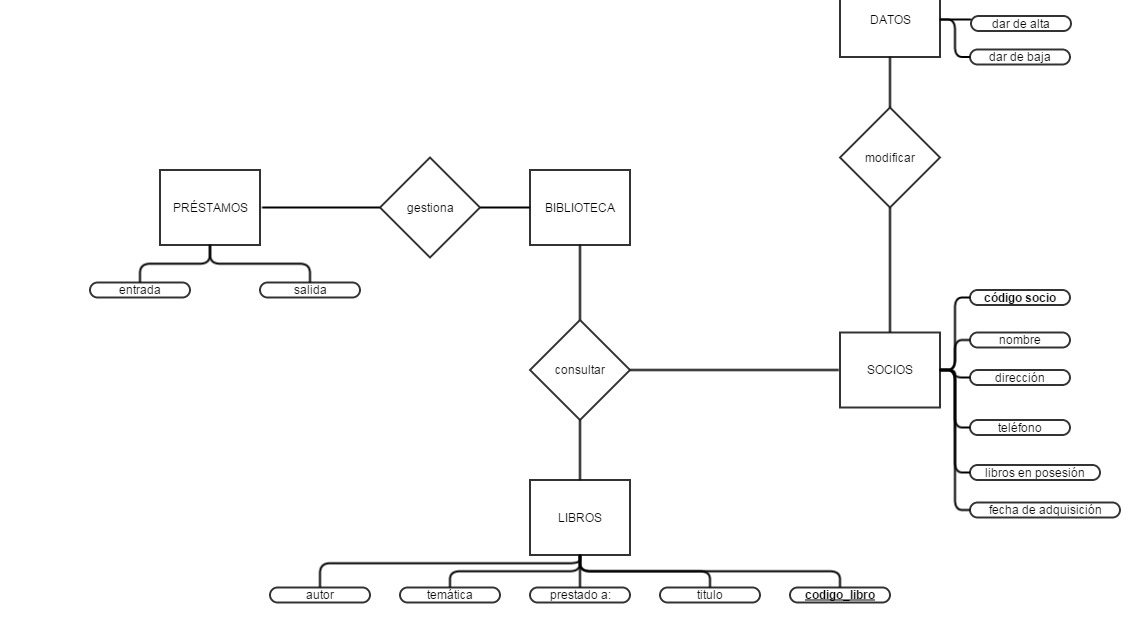 DATOS
dar de alta
dar de baja
modificar
PRÉSTAMOS
gestiona
BIBLIOTECA
entrada
salida
código socio
nombre
consultar
SOCIOS
dirección
teléfono
libros en posesión
fecha de adquisición
LIBROS
autor
temática
prestado a:
titulo
codigo_libro